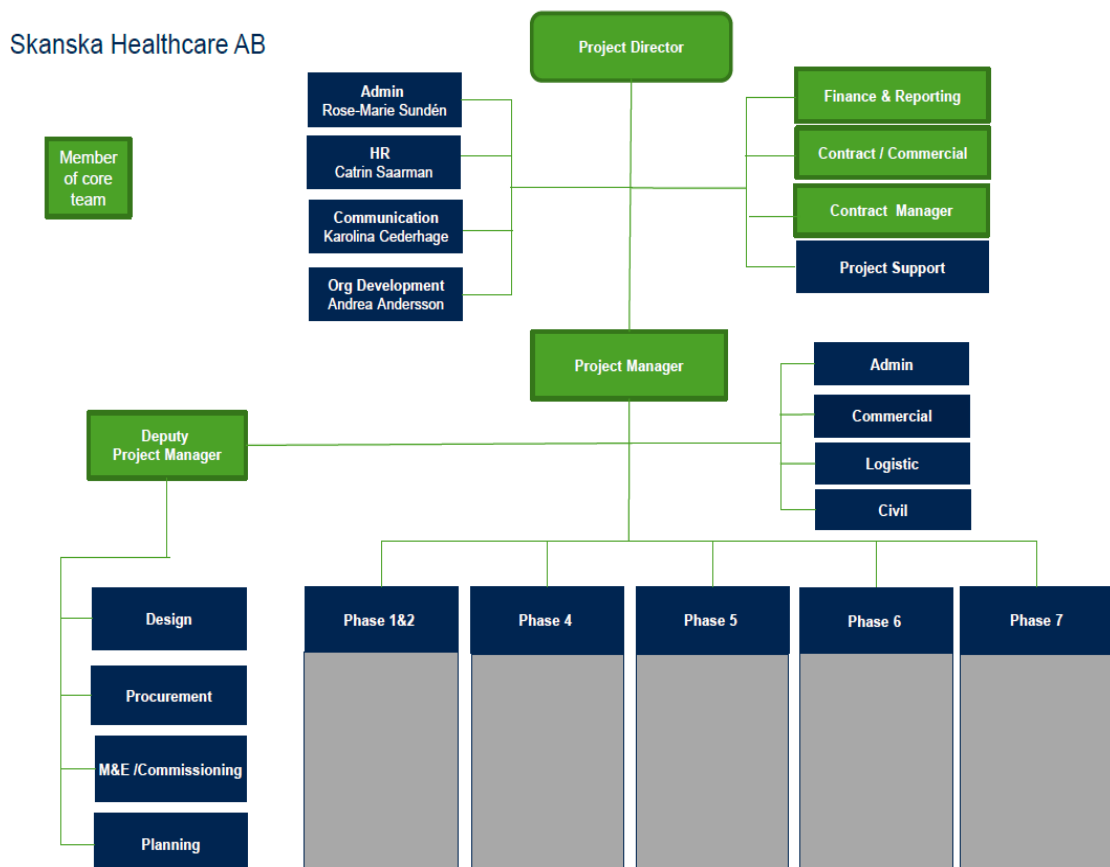 Skanska Healthcare AB
Project Director
Admin
Rose-Marie Sundén
HR
Catrin Saarman
Communication
Karolina Cederhage
Org Development
Andrea Andersson
Finance & Reporting
Contract / Commercial
Contract Manager
Project Support
Member
of core
team
Project Manager
Admin
Commercial
Logistic
Civil
Deputy
Project Manager
Design
Procurement
M&E /Commissioning
Planning
Phase 1&2
Phase 4
Phase 5
Phase 6
Phase 7